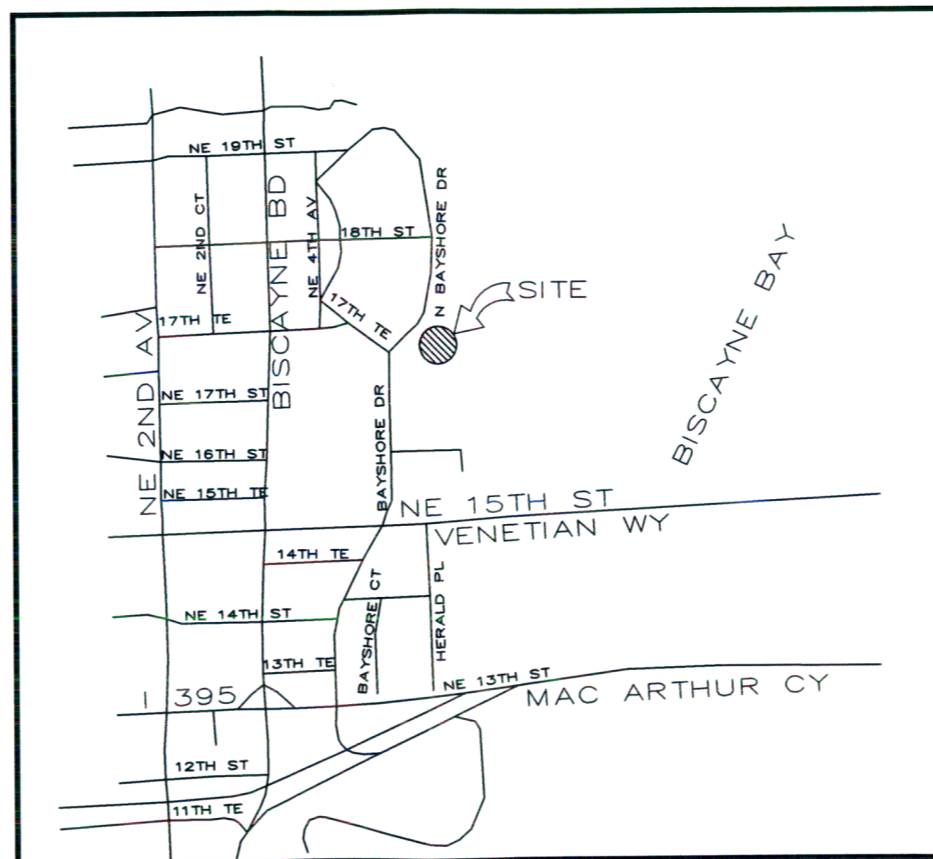 NE 19TH ST
NE 2ND CT
BISCAYNE BD
NE 4TH AV
18TH ST
N BAYSHORE DR
SITE
BISCAYNE BAY
17TH TE
17TH TE
NE 2ND AV
NE 17TH ST
BAYSHORE DR
NE 16TH ST
NE 15TH TE
NE 15TH ST
VENETIAN WY
14TH TE
BAYSHORE CT
HERALD PL
NE 14TH ST
13TH TE
NE 13TH ST
I 395
MAC ARTHUR CY
12TH ST
11TH TE